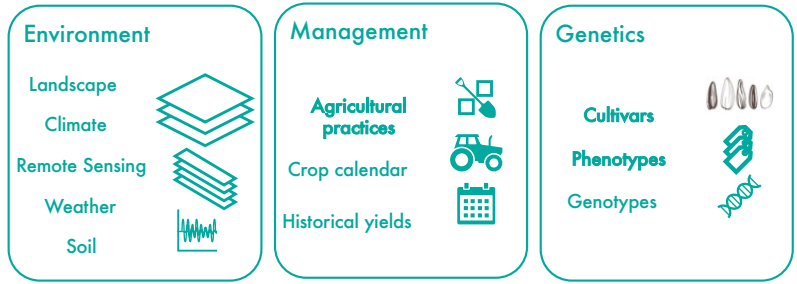 Environment
Landscape
Climate
Remote Sensing
Weather
Soil
Management
Agricultural
practices
Crop calendar
Historical yields
Genetics
Cultivars
Phenotypes
Genotypes